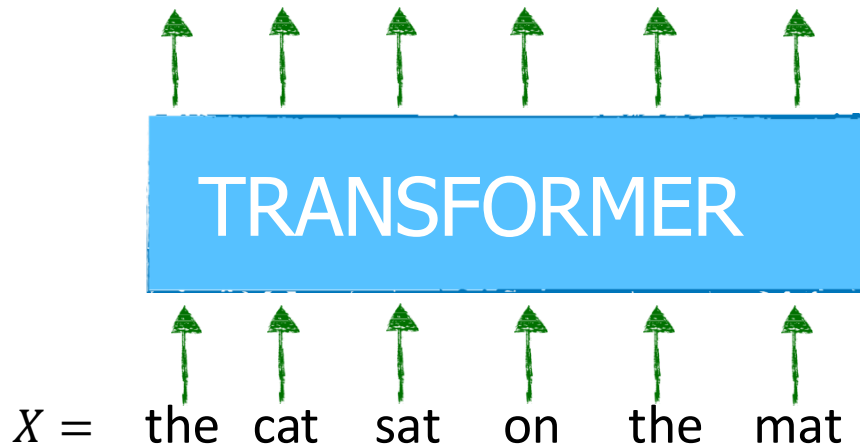 TRANSFORMER
X = the cat sat on the mat